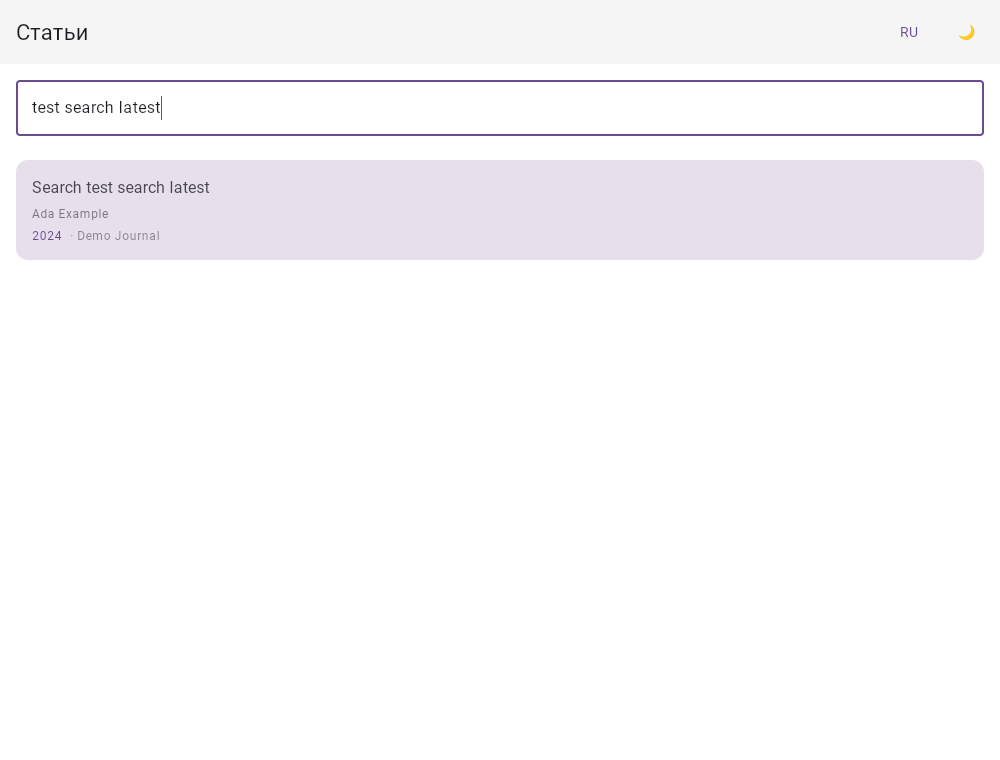 Статьи
RU 🌙
test search latest
Search test search latest
Ada Example
2024 · Demo Journal